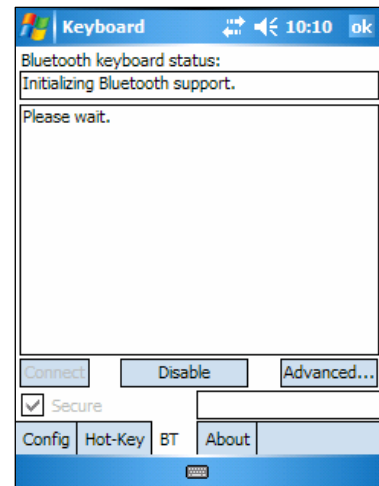 Keyboard 10:10 ok
Bluetooth keyboard status:
Initializing Bluetooth support.
Please wait.
Connect Disable Advanced...
Secure
Config Hot-Key BT About